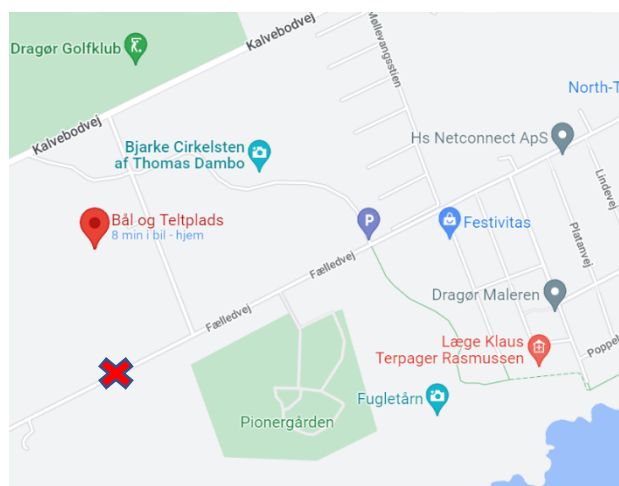 Dragør Golfklub
Kalvebodvej
Møllevangsstien
North-T
Kalvebodvej
Bjarke Cirkelsten
af Thomas Dambo
Hs Netconnect ApS
Lindevej
Bål og Teltplads
8 min i bil - hjem
P
Festivitas
Platanvej
Fælledvej
Dragør Maleren
Fælledvej
Læge Klaus
Terpager Rasmussen
Poppel
Fugletårn
Pionergården